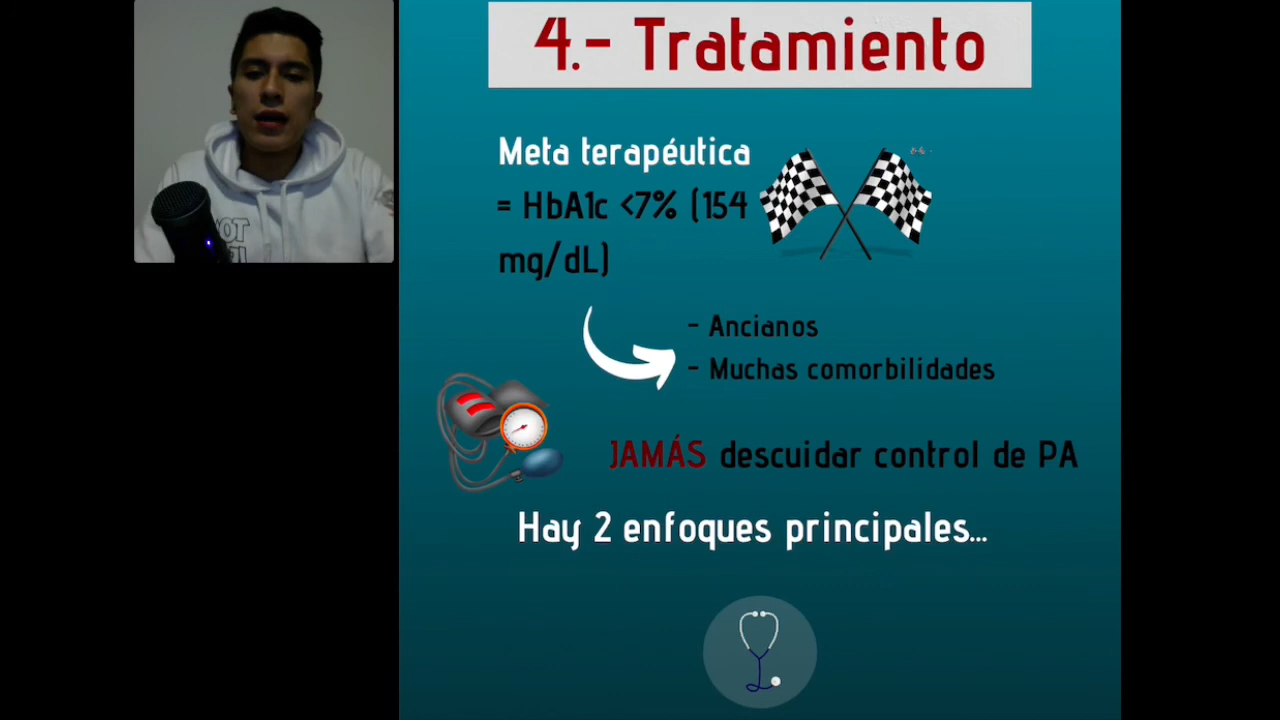 4.- Tratamiento
Meta terapéutica
= HbA1c <7% (154
mg/dL)
- Ancianos
- Muchas comorbilidades
JAMÁS descuidar control de PA
Hay 2 enfoques principales...